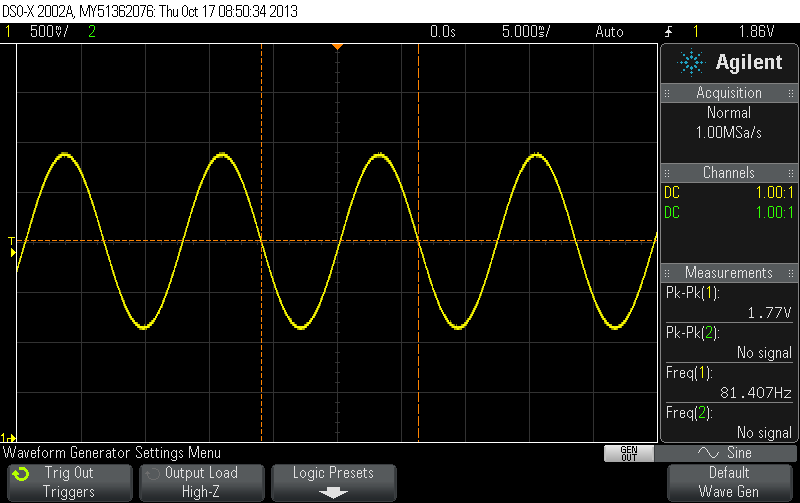 DSO-X 2002A, MY51362076: Thu Oct 17 08:50:34 2013
1 500mV/ 2 0.0s 5.000ms/ Auto 1 1.86V
Agilent
Acquisition
Normal
1.00MSa/s
Channels
DC 1.00:1
DC 1.00:1
Measurements
Pk-Pk(1):
1.77V
Pk-Pk(2):
No signal
Freq(1):
81.407Hz
Freq(2):
No signal
T
1
Waveform Generator Settings Menu
GEN OUT
Sine
Trig Out
Triggers
Output Load
High-Z
Logic Presets
Default
Wave Gen